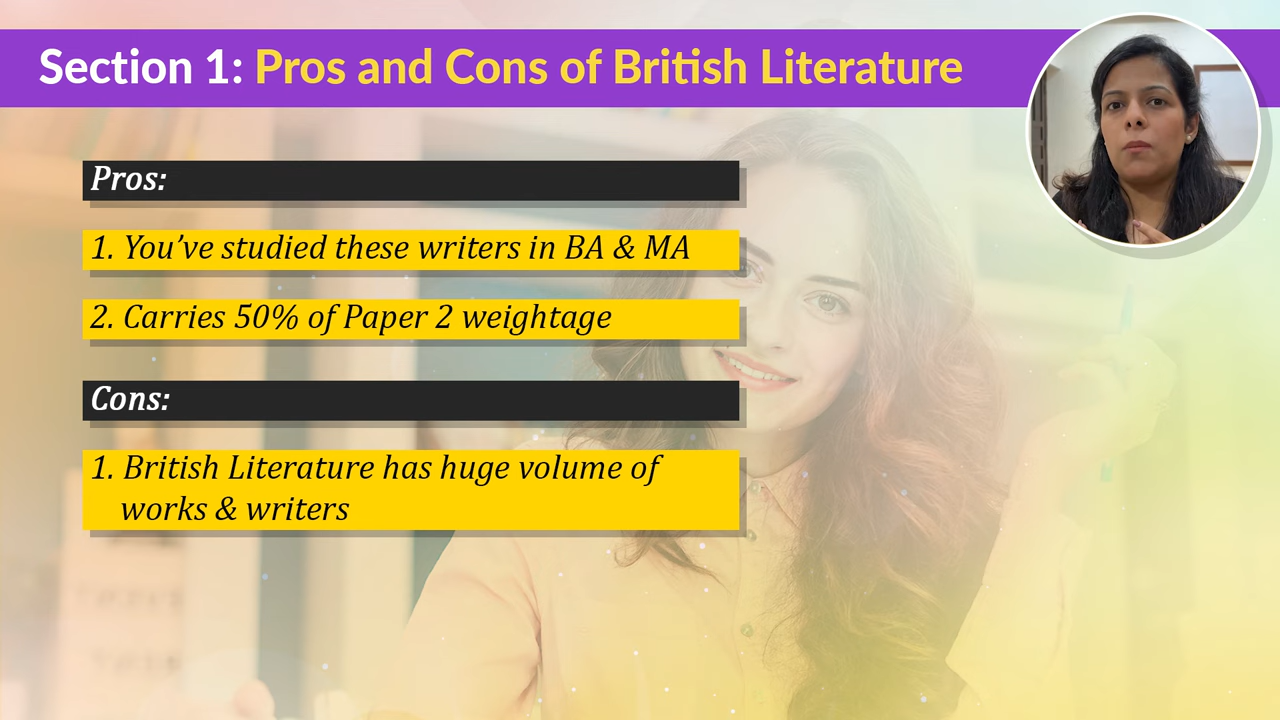 Section 1: Pros and Cons of British Literature
Pros:
1. You’ve studied these writers in BA & MA
2. Carries 50% of Paper 2 weightage
Cons:
1. British Literature has huge volume of
works & writers